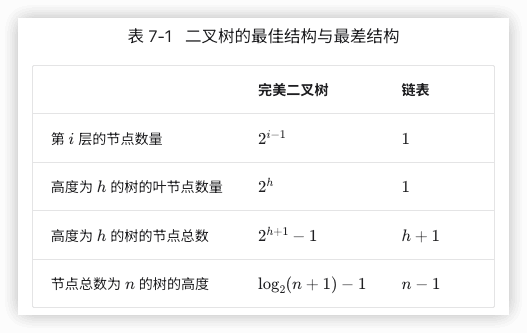 表 7-1 二叉树的最佳结构与最差结构
完美二叉树 链表
第 i 层的节点数量 2^{i-1} 1
高度为 h 的树的叶节点数量 2^h 1
高度为 h 的树的节点总数 2^{h+1} − 1 h + 1
节点总数为 n 的树的高度 log₂(n + 1) − 1 n − 1